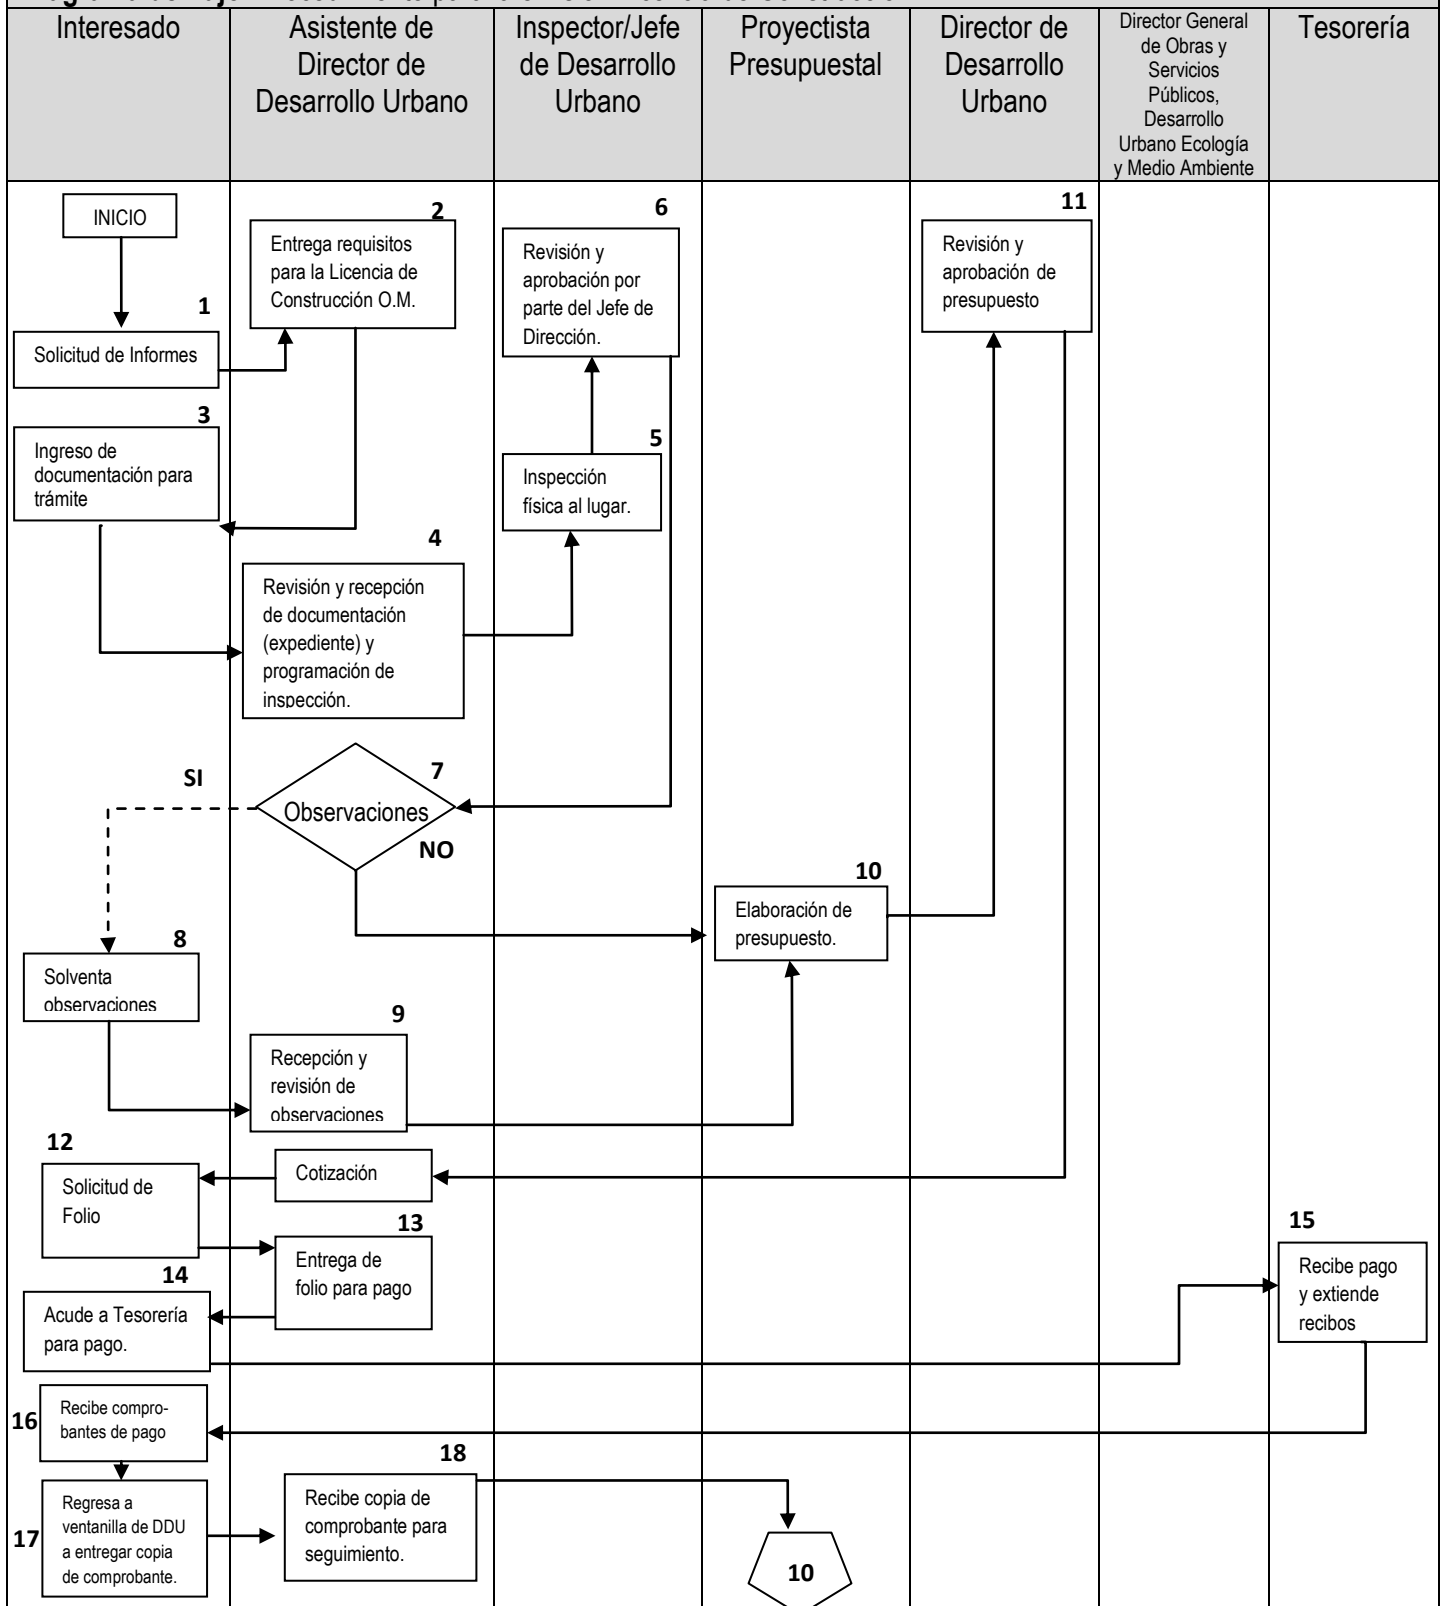 Interesado
Asistente de
Director de
Desarrollo Urbano
Inspector/Jefe
de Desarrollo
Urbano
Proyectista
Presupuestal
Director de
Desarrollo
Urbano
Director General
de Obras y
Servicios
Públicos,
Desarrollo
Urbano Ecología
y Medio Ambiente
Tesorería
INICIO
1
Solicitud de Informes
2
Entrega requisitos
para la Licencia de
Construcción O.M.
3
Ingreso de
documentación para
trámite
4
Revisión y recepción
de documentación
(expediente) y
programación de
inspección.
5
Inspección
física al lugar.
6
Revisión y
aprobación por
parte del Jefe de
Dirección.
7
Observaciones
SI
NO
8
Solventa
observaciones
9
Recepción y
revisión de
observaciones
10
Elaboración de
presupuesto.
11
Revisión y
aprobación de
presupuesto
Cotización
12
Solicitud de
Folio
13
Entrega de
folio para pago
14
Acude a Tesorería
para pago.
15
Recibe pago
y extiende
recibos
16
Recibe compro-
bantes de pago
17
Regresa a
ventanilla de DDU
a entregar copia
de comprobante.
18
Recibe copia de
comprobante para
seguimiento.
10